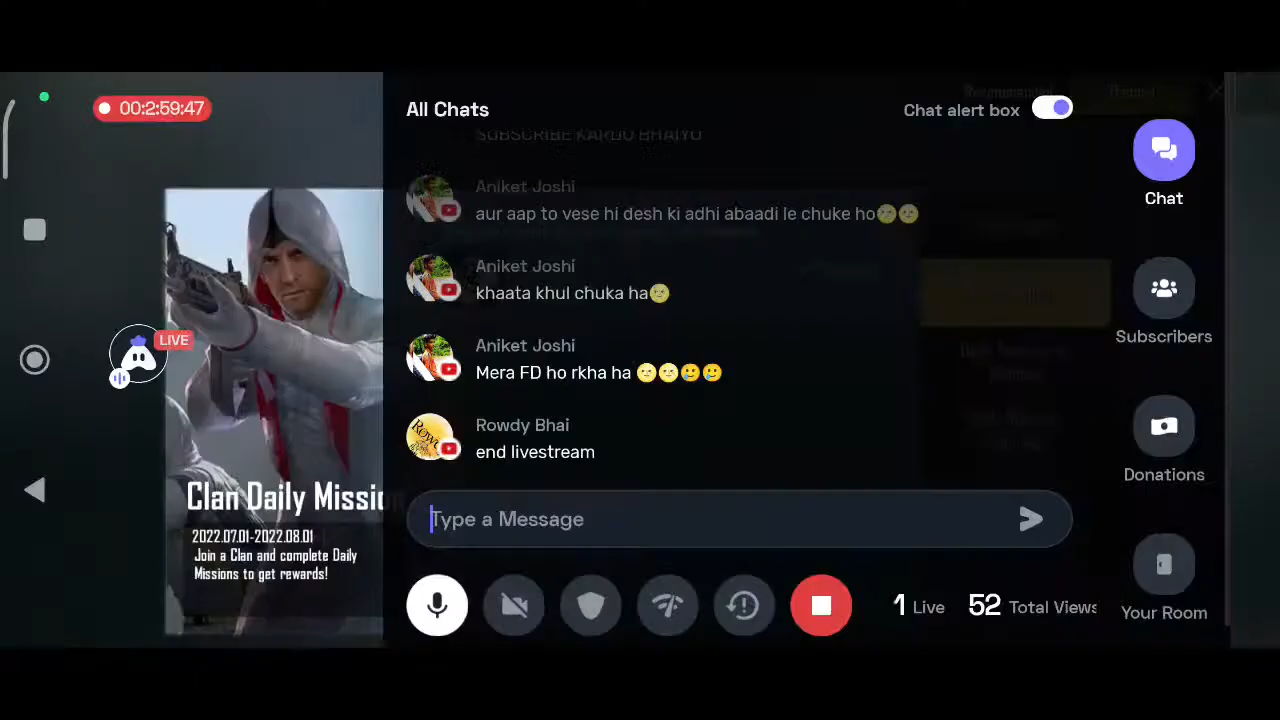 00:2:59:47
All Chats
Chat alert box
SUBSCRIBE KARDO BHAIYO
Aniket Joshi
aur aap to vese hi desh ki adhi abaadi le chuke ho🌝🌝
Aniket Joshi
khaata khul chuka ha🌝
Aniket Joshi
Mera FD ho rkha ha 🌝🌝🥲🥲
Rowdy Bhai
end livestream
Type a Message
1 Live
52 Total Views
Chat
Subscribers
Donations
Your Room
LIVE
Clan Daily Missio
2022.07.01-2022.08.01
Join a Clan and complete Daily
Missions to get rewards!